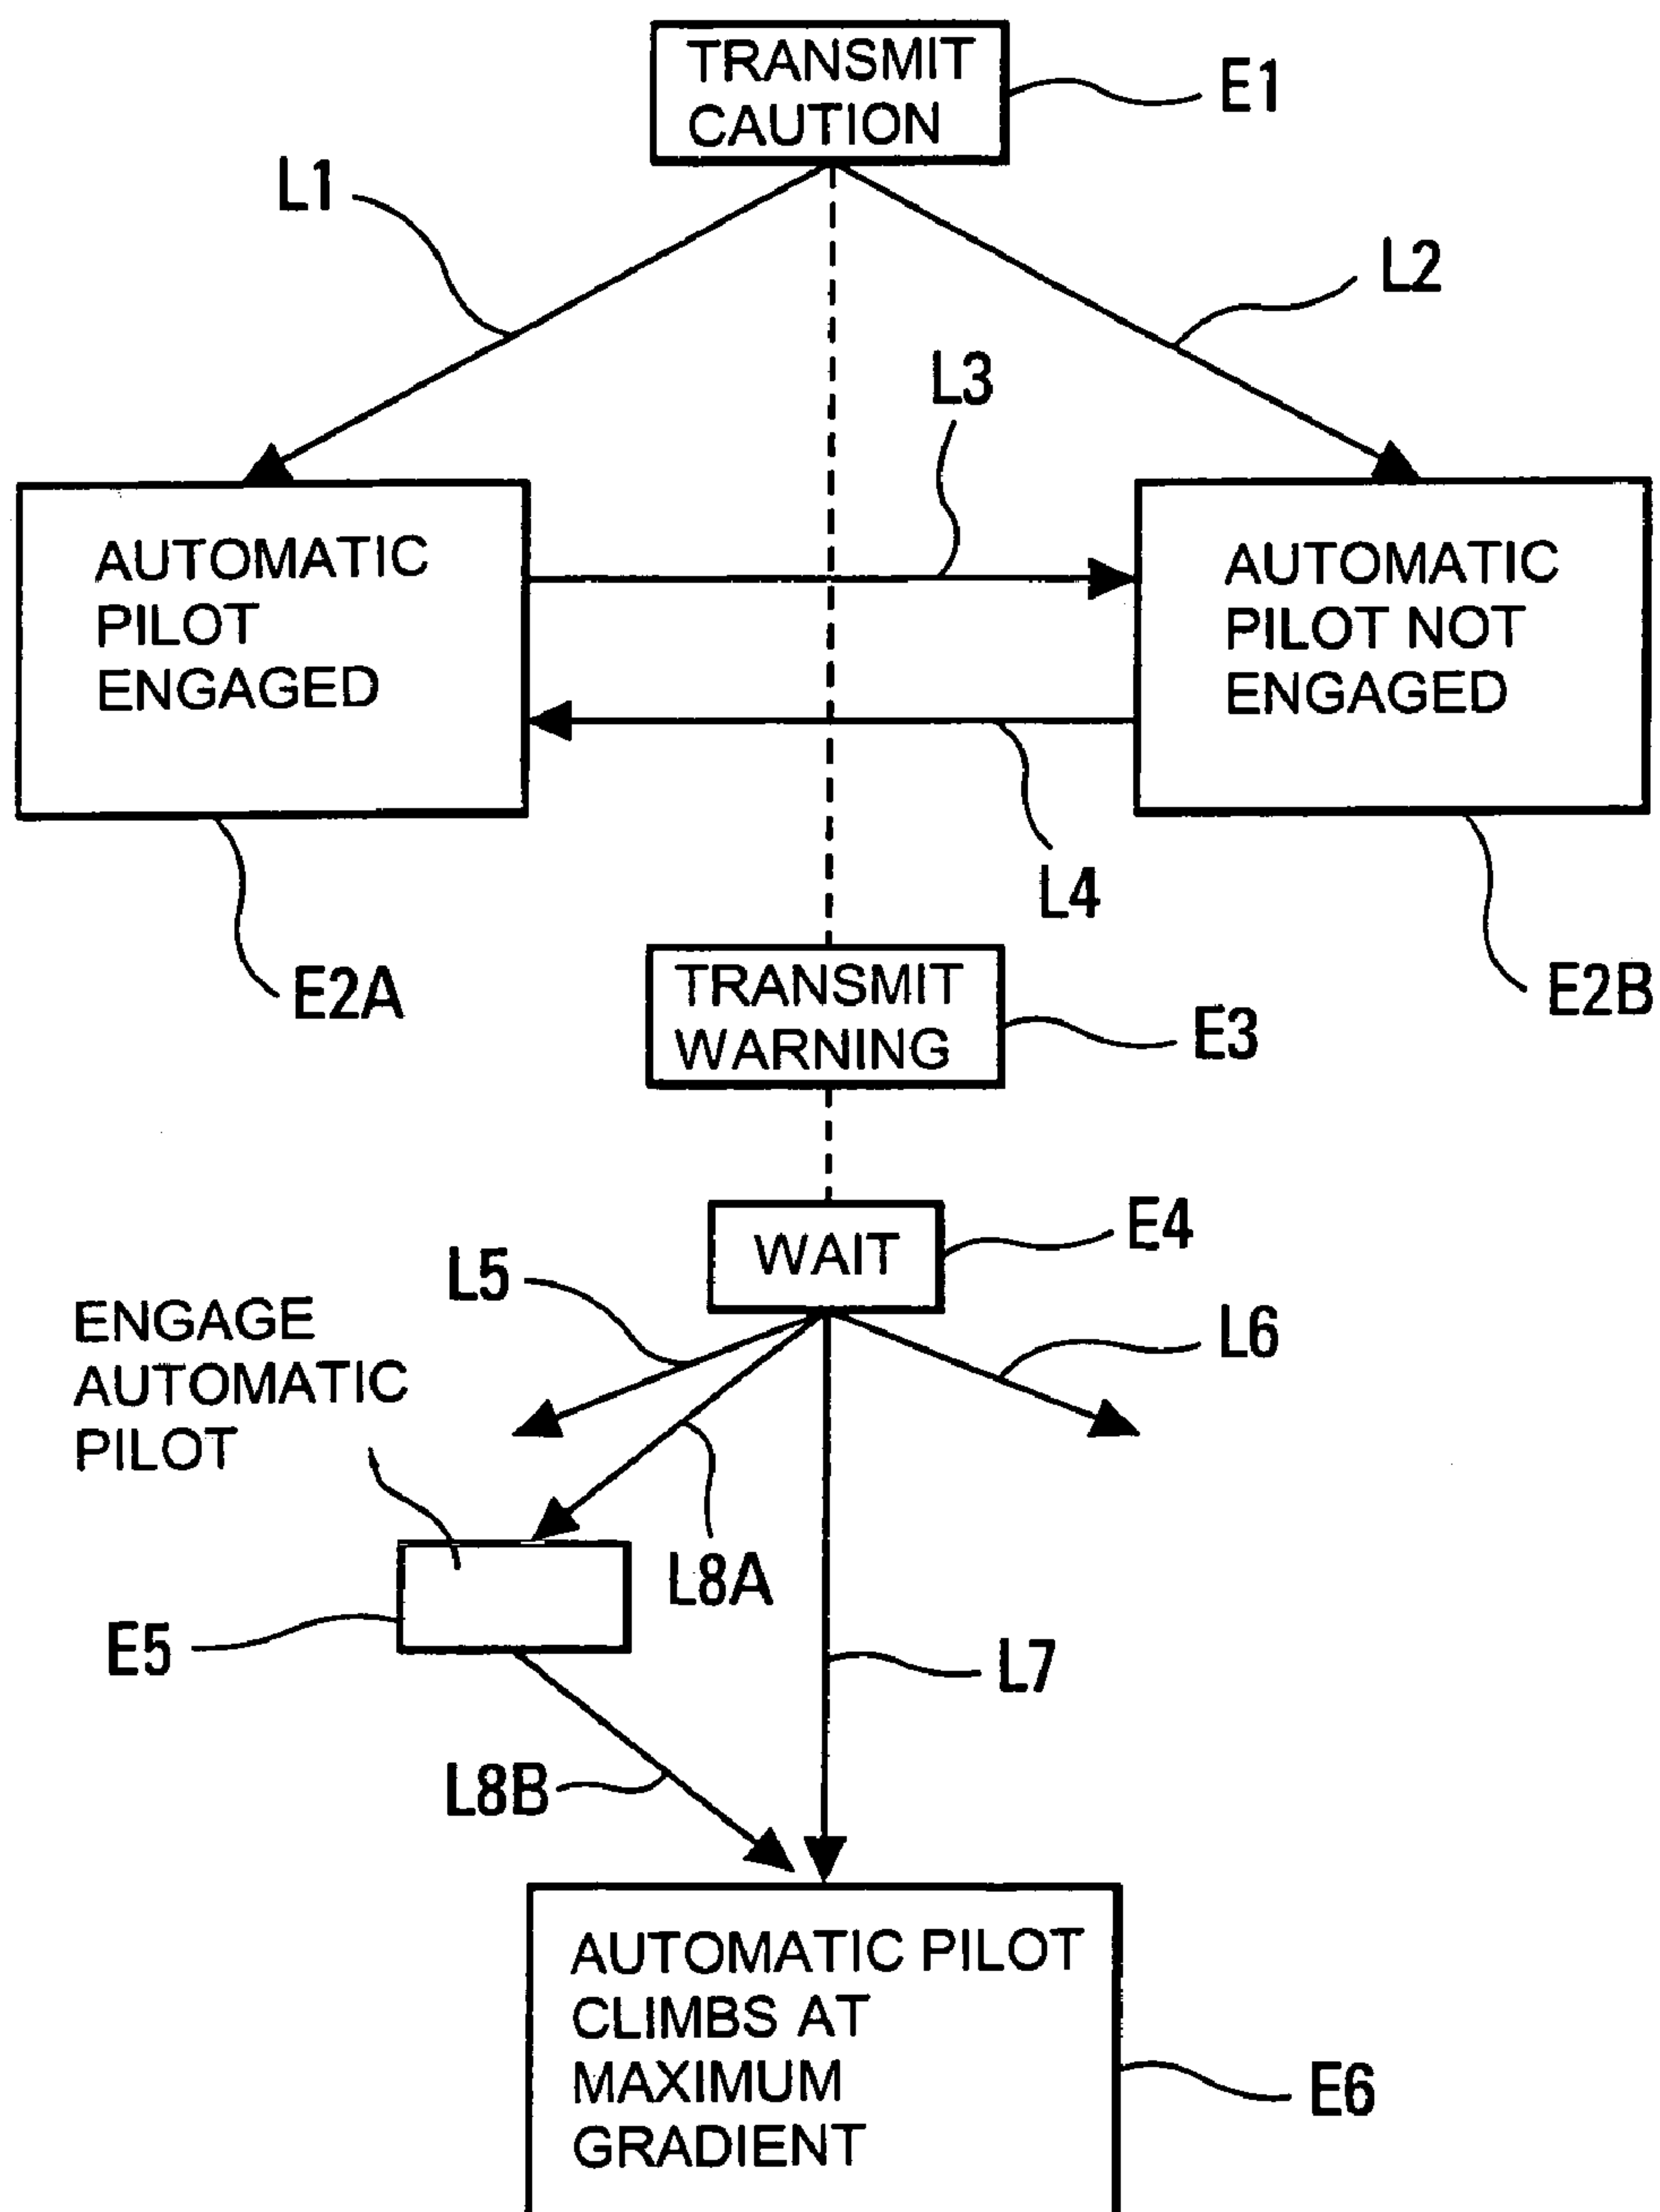 TRANSMIT
CAUTION
E1
L1
L2
L3
AUTOMATIC
PILOT
ENGAGED
AUTOMATIC
PILOT NOT
ENGAGED
L4
E2A
E2B
TRANSMIT
WARNING
E3
WAIT
E4
L5
L6
ENGAGE
AUTOMATIC
PILOT
L8A
E5
L7
L8B
AUTOMATIC PILOT
CLIMBS AT
MAXIMUM
GRADIENT
E6